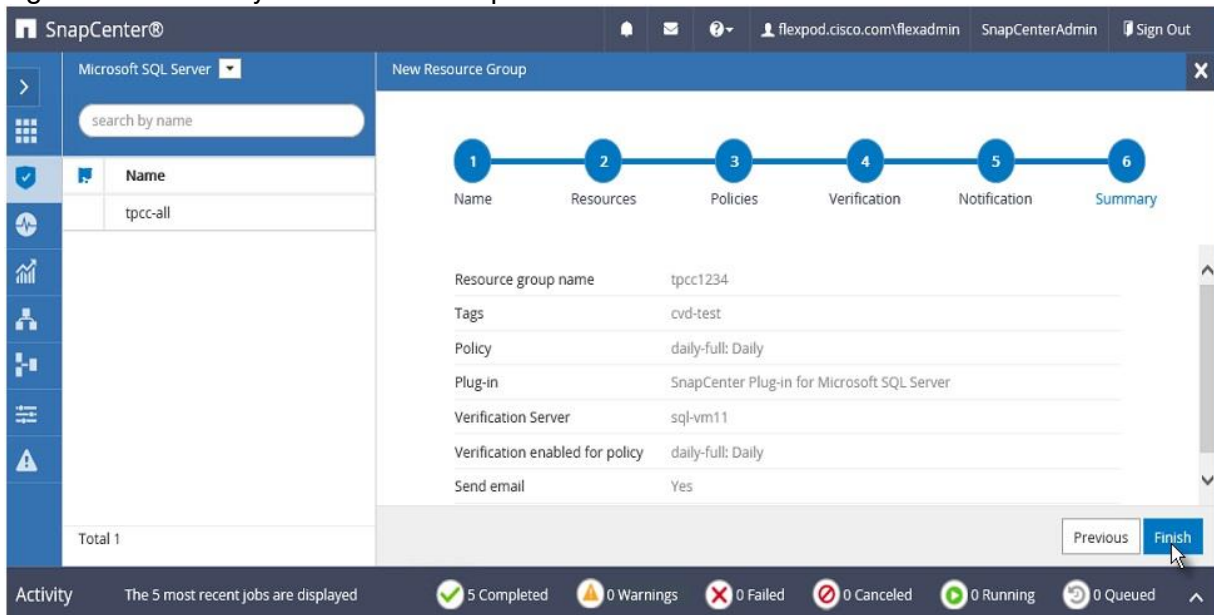 SnapCenter®
flexpod.cisco.com\flexadmin SnapCenterAdmin Sign Out
Microsoft SQL Server
New Resource Group
search by name
Name
tpcc-all
Total 1
1 2 3 4 5 6
Name Resources Policies Verification Notification Summary
Resource group name tpcc1234
Tags cvd-test
Policy daily-full: Daily
Plug-in SnapCenter Plug-in for Microsoft SQL Server
Verification Server sql-vm11
Verification enabled for policy daily-full: Daily
Send email Yes
Previous Finish
Activity The 5 most recent jobs are displayed 5 Completed 0 Warnings 0 Failed 0 Canceled 0 Running 0 Queued